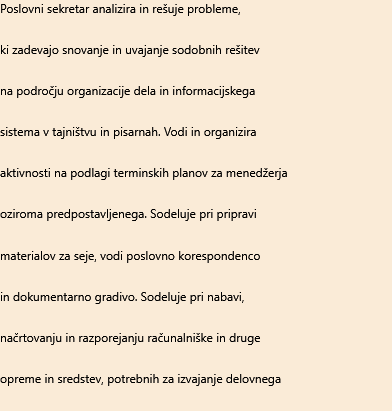 Poslovni sekretar analizira in rešuje probleme,
ki zadevajo snovanje in uvajanje sodobnih rešitev
na področju organizacije dela in informacijskega
sistema v tajništvu in pisarnah. Vodi in organizira
aktivnosti na podlagi terminskih planov za menedžerja
oziroma predpostavljenega. Sodeluje pri pripravi
materialov za seje, vodi poslovno korespondenco
in dokumentarno gradivo. Sodeluje pri nabavi,
načrtovanju in razporejanju računalniške in druge
opreme in sredstev, potrebnih za izvajanje delovnega